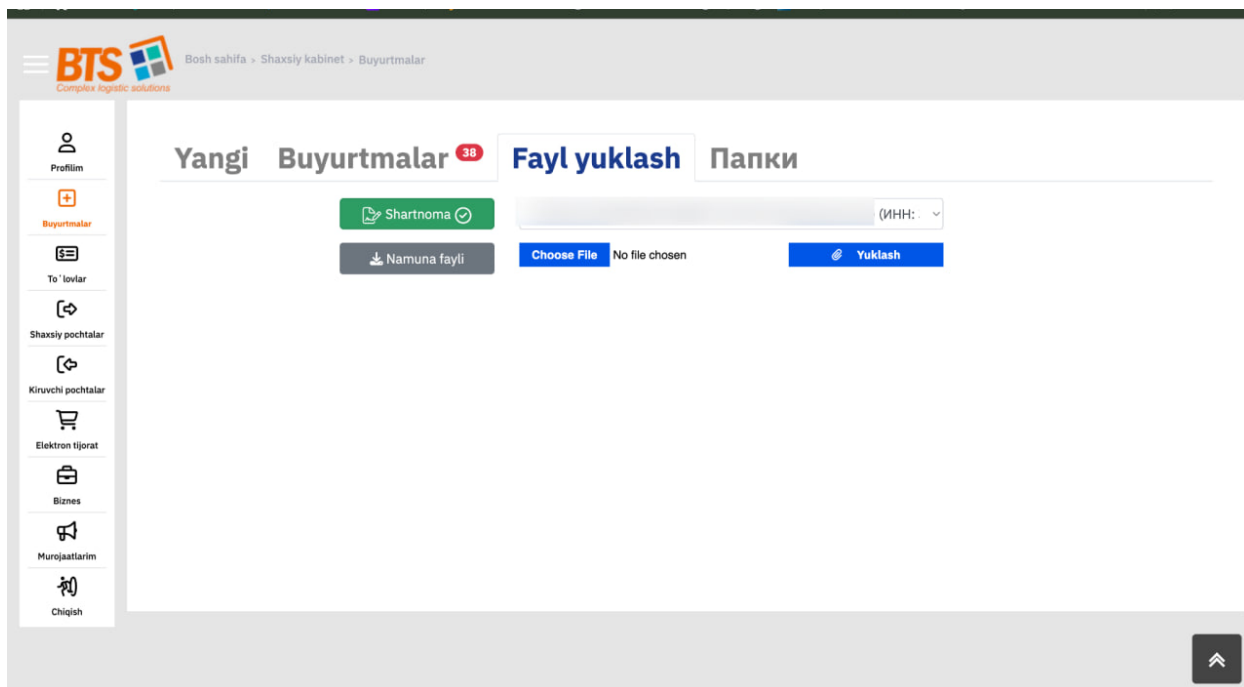 BTS
Complex logistic solutions
Bosh sahifa > Shaxsiy kabinet > Buyurtmalar
Profilim
Buyurtmalar
To`lovlar
Shaxsiy pochtalar
Kiruvchi pochtalar
Elektron tijorat
Biznes
Murojaatlarim
Chiqish
Yangi Buyurtmalar 38 Fayl yuklash Папки
Shartnoma (ИНН:
Namuna fayli Choose File No file chosen Yuklash